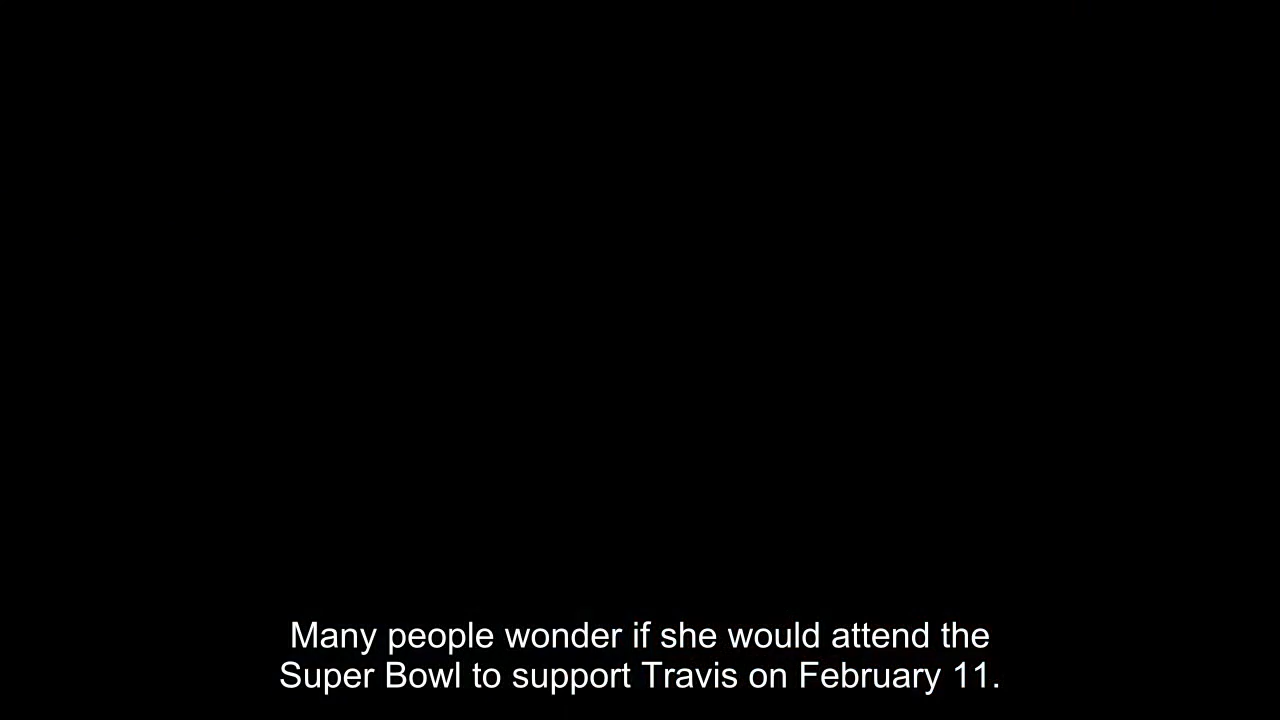 Many people wonder if she would attend the
Super Bowl to support Travis on February 11.